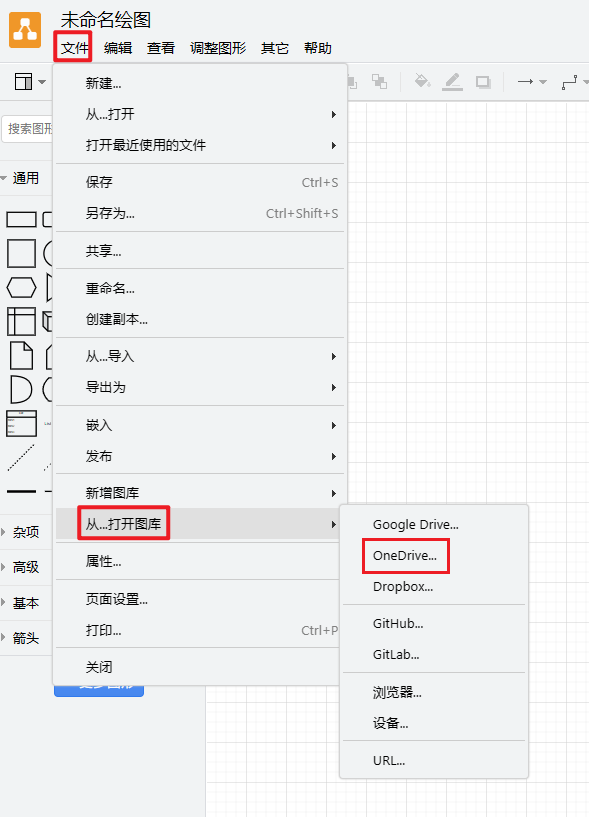 未命名绘图
文件 编辑 查看 调整图形 其它 帮助
新建...
从...打开
搜索图形
打开最近使用的文件
通用
保存 Ctrl+S
另存为... Ctrl+Shift+S
共享...
重命名...
创建副本...
从...导入
导出为
嵌入
发布
新增图库
从...打开图库
Google Drive...
杂项
OneDrive...
属性...
高级
Dropbox...
页面设置...
基本
GitHub...
打印... Ctrl+P
箭头
GitLab...
关闭
更多图形
浏览器...
设备...
URL...